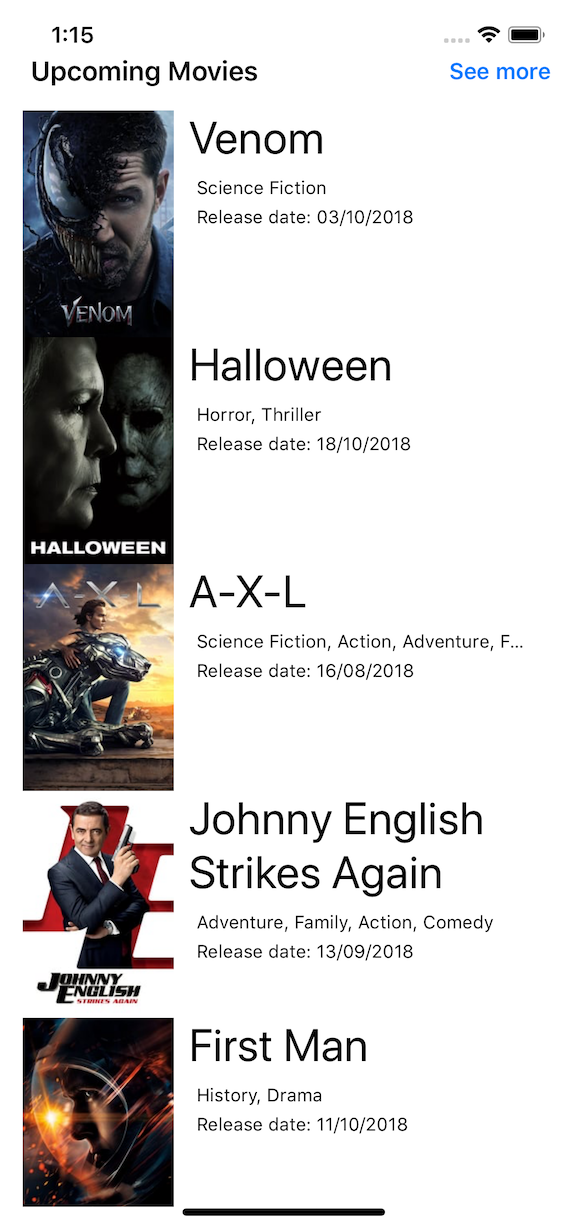 1:15
Upcoming Movies
See more
VENOM
Venom
Science Fiction
Release date: 03/10/2018
HALLOWEEN
Halloween
Horror, Thriller
Release date: 18/10/2018
A-X-L
A-X-L
Science Fiction, Action, Adventure, F...
Release date: 16/08/2018
JOHNNY
ENGLISH
STRIKES AGAIN
Johnny English
Strikes Again
Adventure, Family, Action, Comedy
Release date: 13/09/2018
First Man
History, Drama
Release date: 11/10/2018